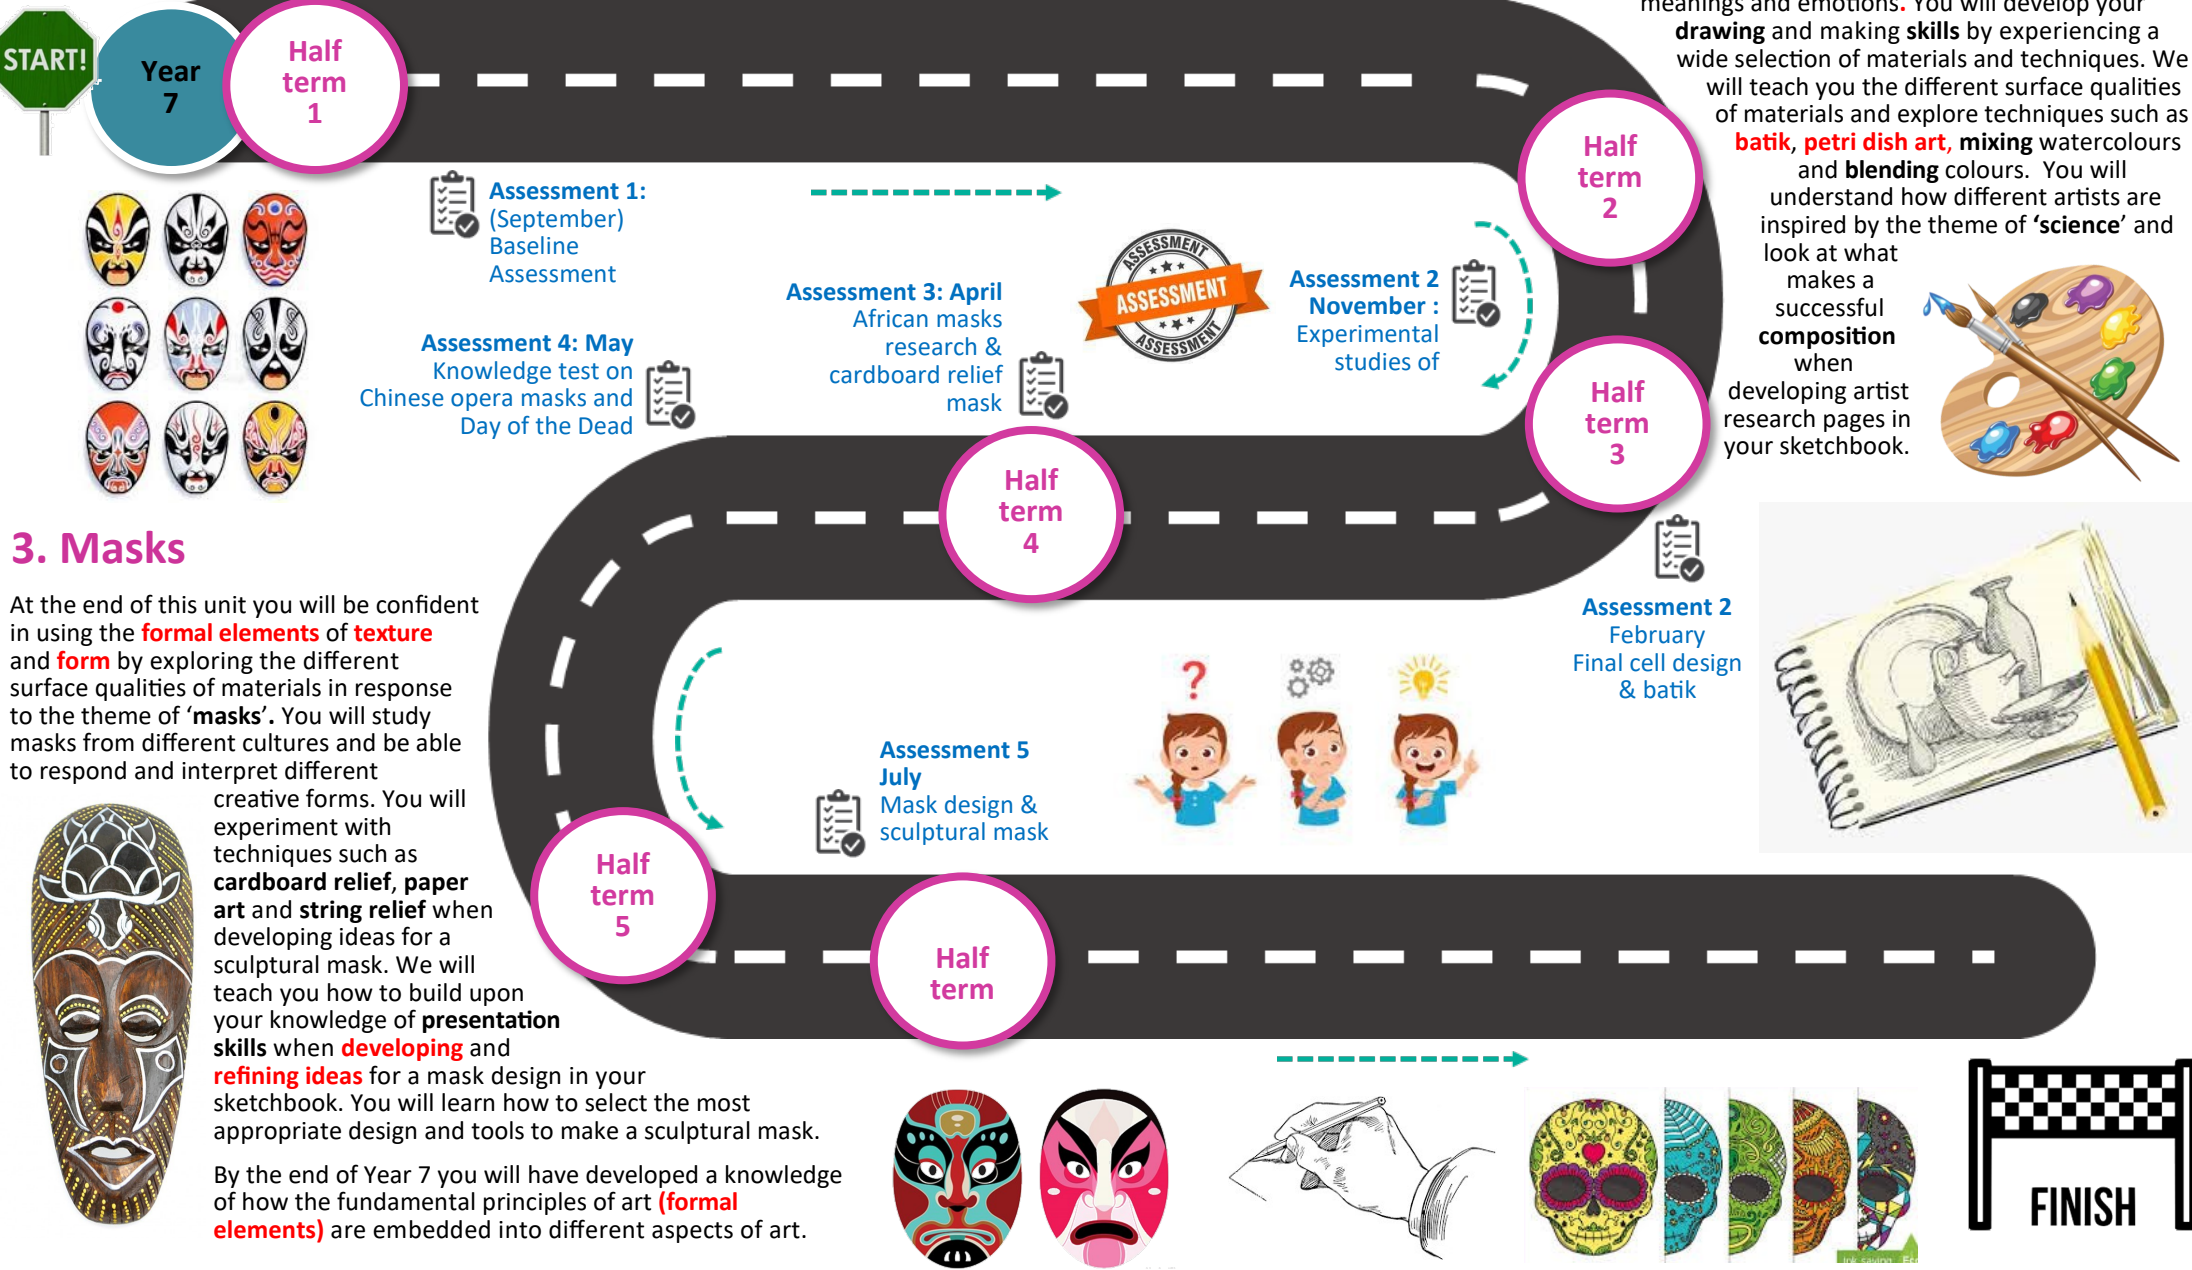 START!
Year
7
Half
term
1
meanings and emotions. You will develop your
drawing and making skills by experiencing a
wide selection of materials and techniques. We
will teach you the different surface qualities
of materials and explore techniques such as
batik, petri dish art, mixing watercolours
and blending colours. You will
understand how different artists are
inspired by the theme of ‘science’ and
look at what
makes a
successful
composition
when
developing artist
research pages in
your sketchbook.
Half
term
2
Assessment 1:
(September)
Baseline
Assessment
ASSESSMENT
ASSESSMENT
ASSESSMENT
Assessment 2
November :
Experimental
studies of
Assessment 3: April
African masks
research &
cardboard relief
mask
Assessment 4: May
Knowledge test on
Chinese opera masks and
Day of the Dead
Half
term
3
Half
term
4
3. Masks
At the end of this unit you will be confident
in using the formal elements of texture
and form by exploring the different
surface qualities of materials in response
to the theme of ‘masks’. You will study
masks from different cultures and be able
to respond and interpret different
creative forms. You will
experiment with
techniques such as
cardboard relief, paper
art and string relief when
developing ideas for a
sculptural mask. We will
teach you how to build upon
your knowledge of presentation
skills when developing and
refining ideas for a mask design in your
sketchbook. You will learn how to select the most
appropriate design and tools to make a sculptural mask.
By the end of Year 7 you will have developed a knowledge
of how the fundamental principles of art (formal
elements) are embedded into different aspects of art.
Assessment 2
February
Final cell design
& batik
?
Assessment 5
July
Mask design &
sculptural mask
Half
term
5
Half
term
Ink saving
FINISH